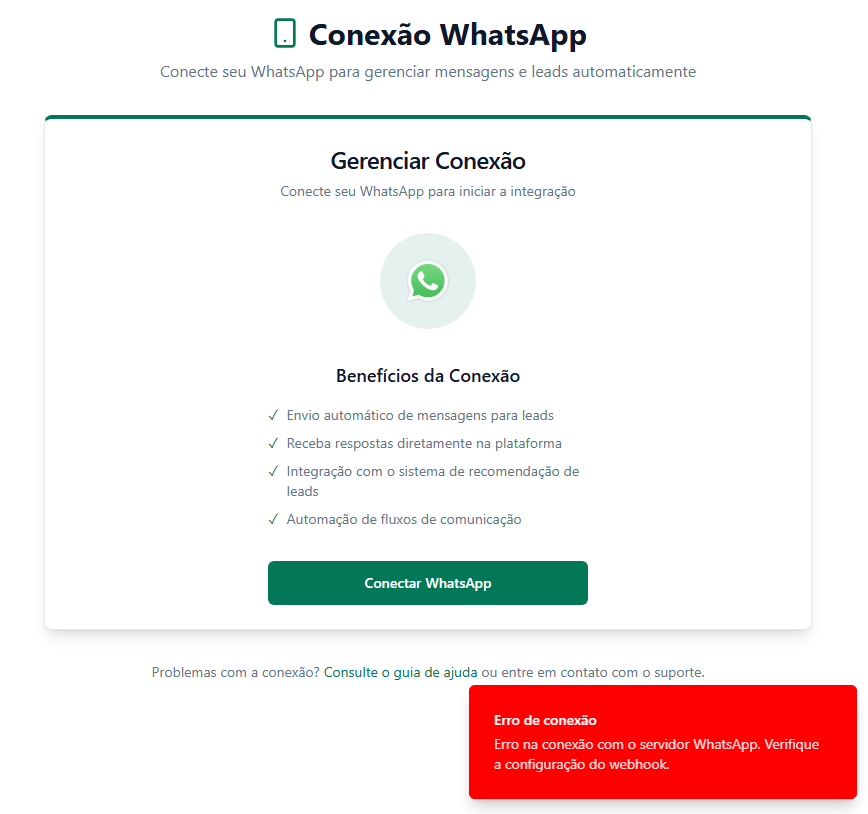 Conexão WhatsApp
Conecte seu WhatsApp para gerenciar mensagens e leads automaticamente
Gerenciar Conexão
Conecte seu WhatsApp para iniciar a integração
Benefícios da Conexão
✓ Envio automático de mensagens para leads
✓ Receba respostas diretamente na plataforma
✓ Integração com o sistema de recomendação de
leads
✓ Automação de fluxos de comunicação
Conectar WhatsApp
Problemas com a conexão? Consulte o guia de ajuda ou entre em contato com o suporte.
Erro de conexão
Erro na conexão com o servidor WhatsApp. Verifique
a configuração do webhook.